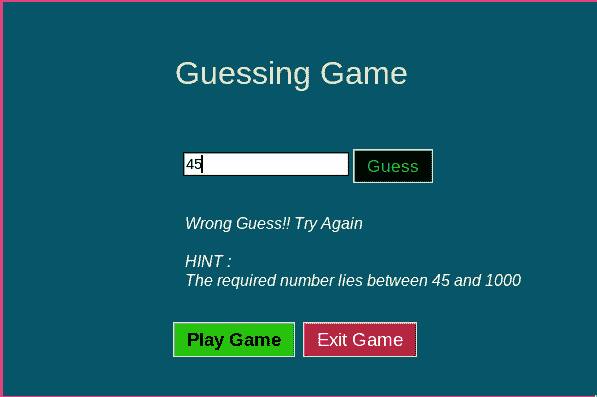 Guessing Game
45
Guess
Wrong Guess!! Try Again
HINT :
The required number lies between 45 and 1000
Play Game
Exit Game